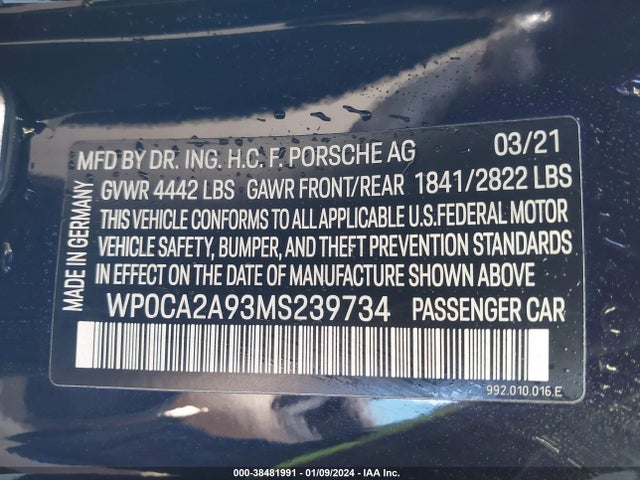 MFD BY DR. ING. H.C. F. PORSCHE AG 03/21
GVWR 4442 LBS GAWR FRONT/REAR 1841/2822 LBS
THIS VEHICLE CONFORMS TO ALL APPLICABLE U.S.FEDERAL MOTOR
VEHICLE SAFETY, BUMPER, AND THEFT PREVENTION STANDARDS
IN EFFECT ON THE DATE OF MANUFACTURE SHOWN ABOVE
WP0CA2A93MS239734 PASSENGER CAR
MADE IN GERMANY
992.010.016.E
000-38481991 - 01/09/2024 - IAA Inc.